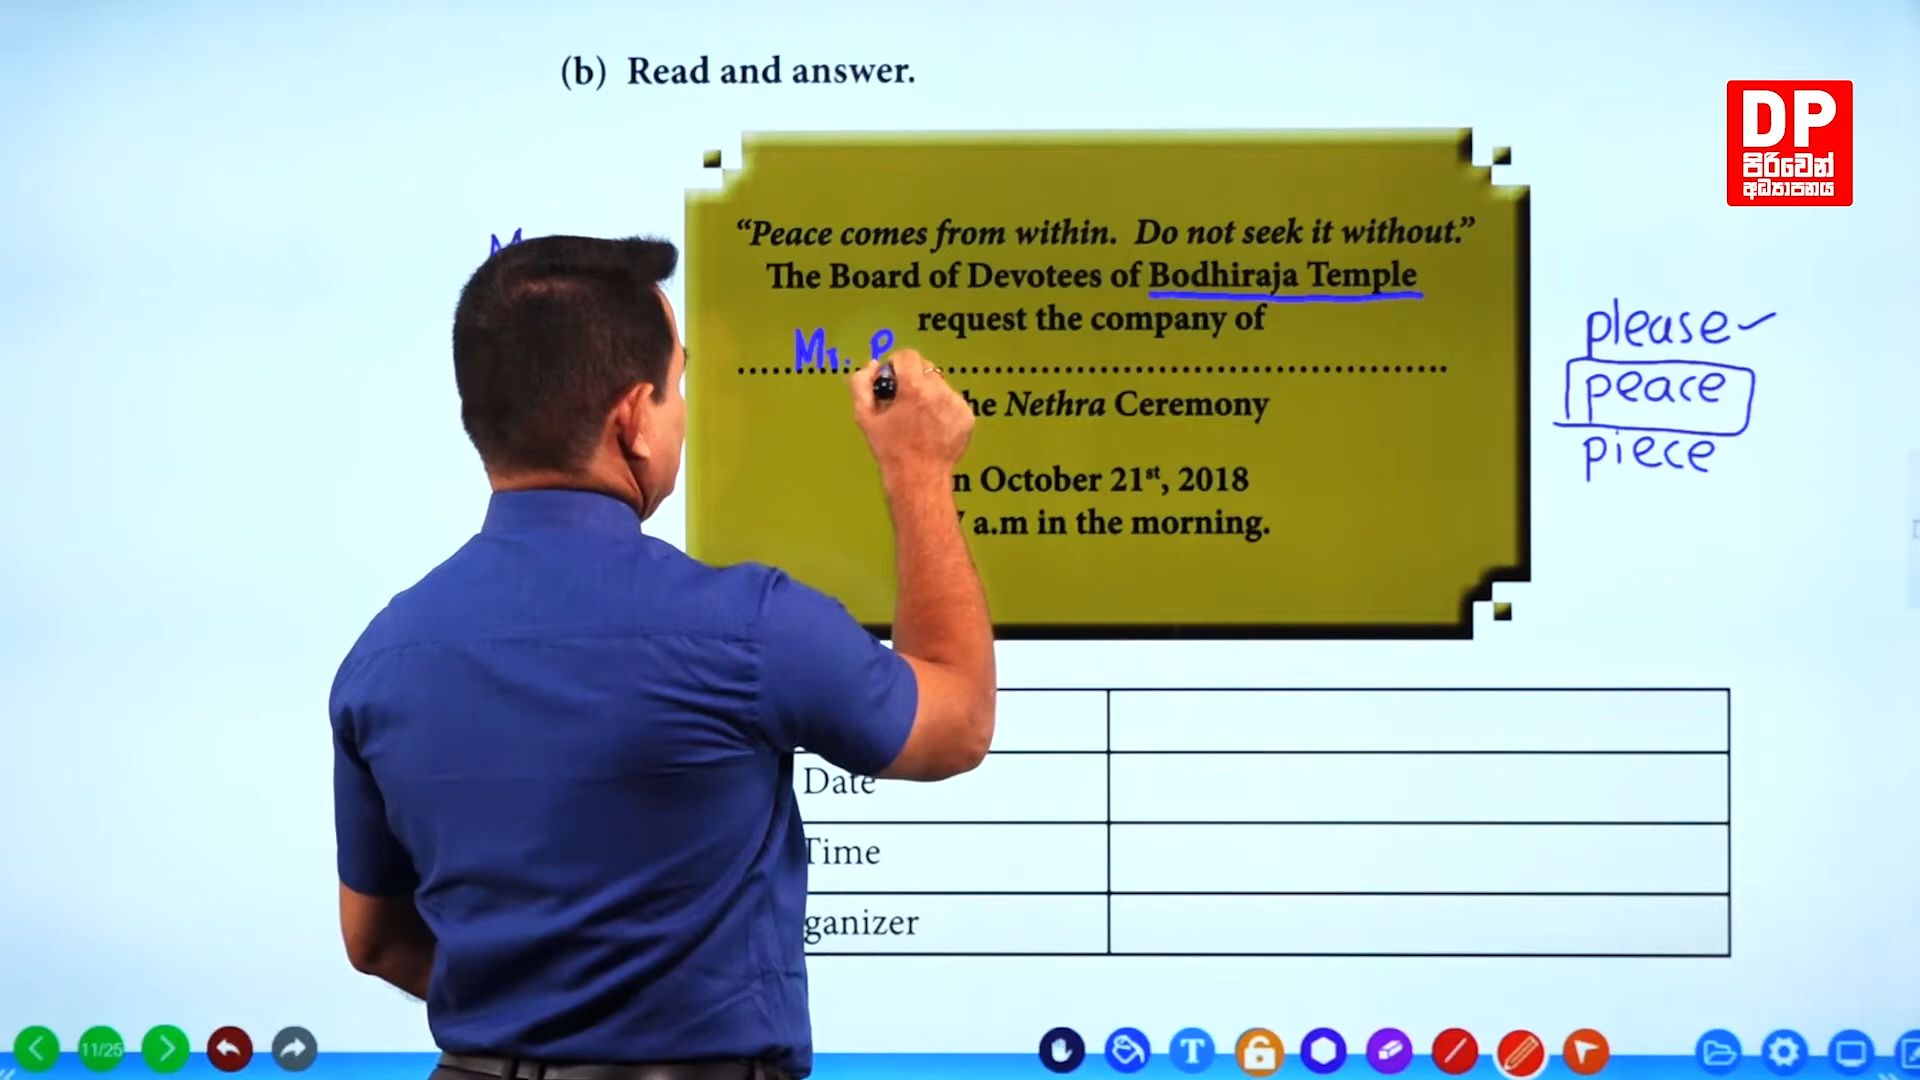 (b) Read and answer.
DP
පිරිවෙන්
අධ්‍යාපනය
“Peace comes from within. Do not seek it without.”
The Board of Devotees of Bodhiraja Temple
request the company of
Mr. P
he Nethra Ceremony
n October 21st, 2018
7 a.m in the morning.
please
peace
piece
Date
Time
ganizer
11/25
T